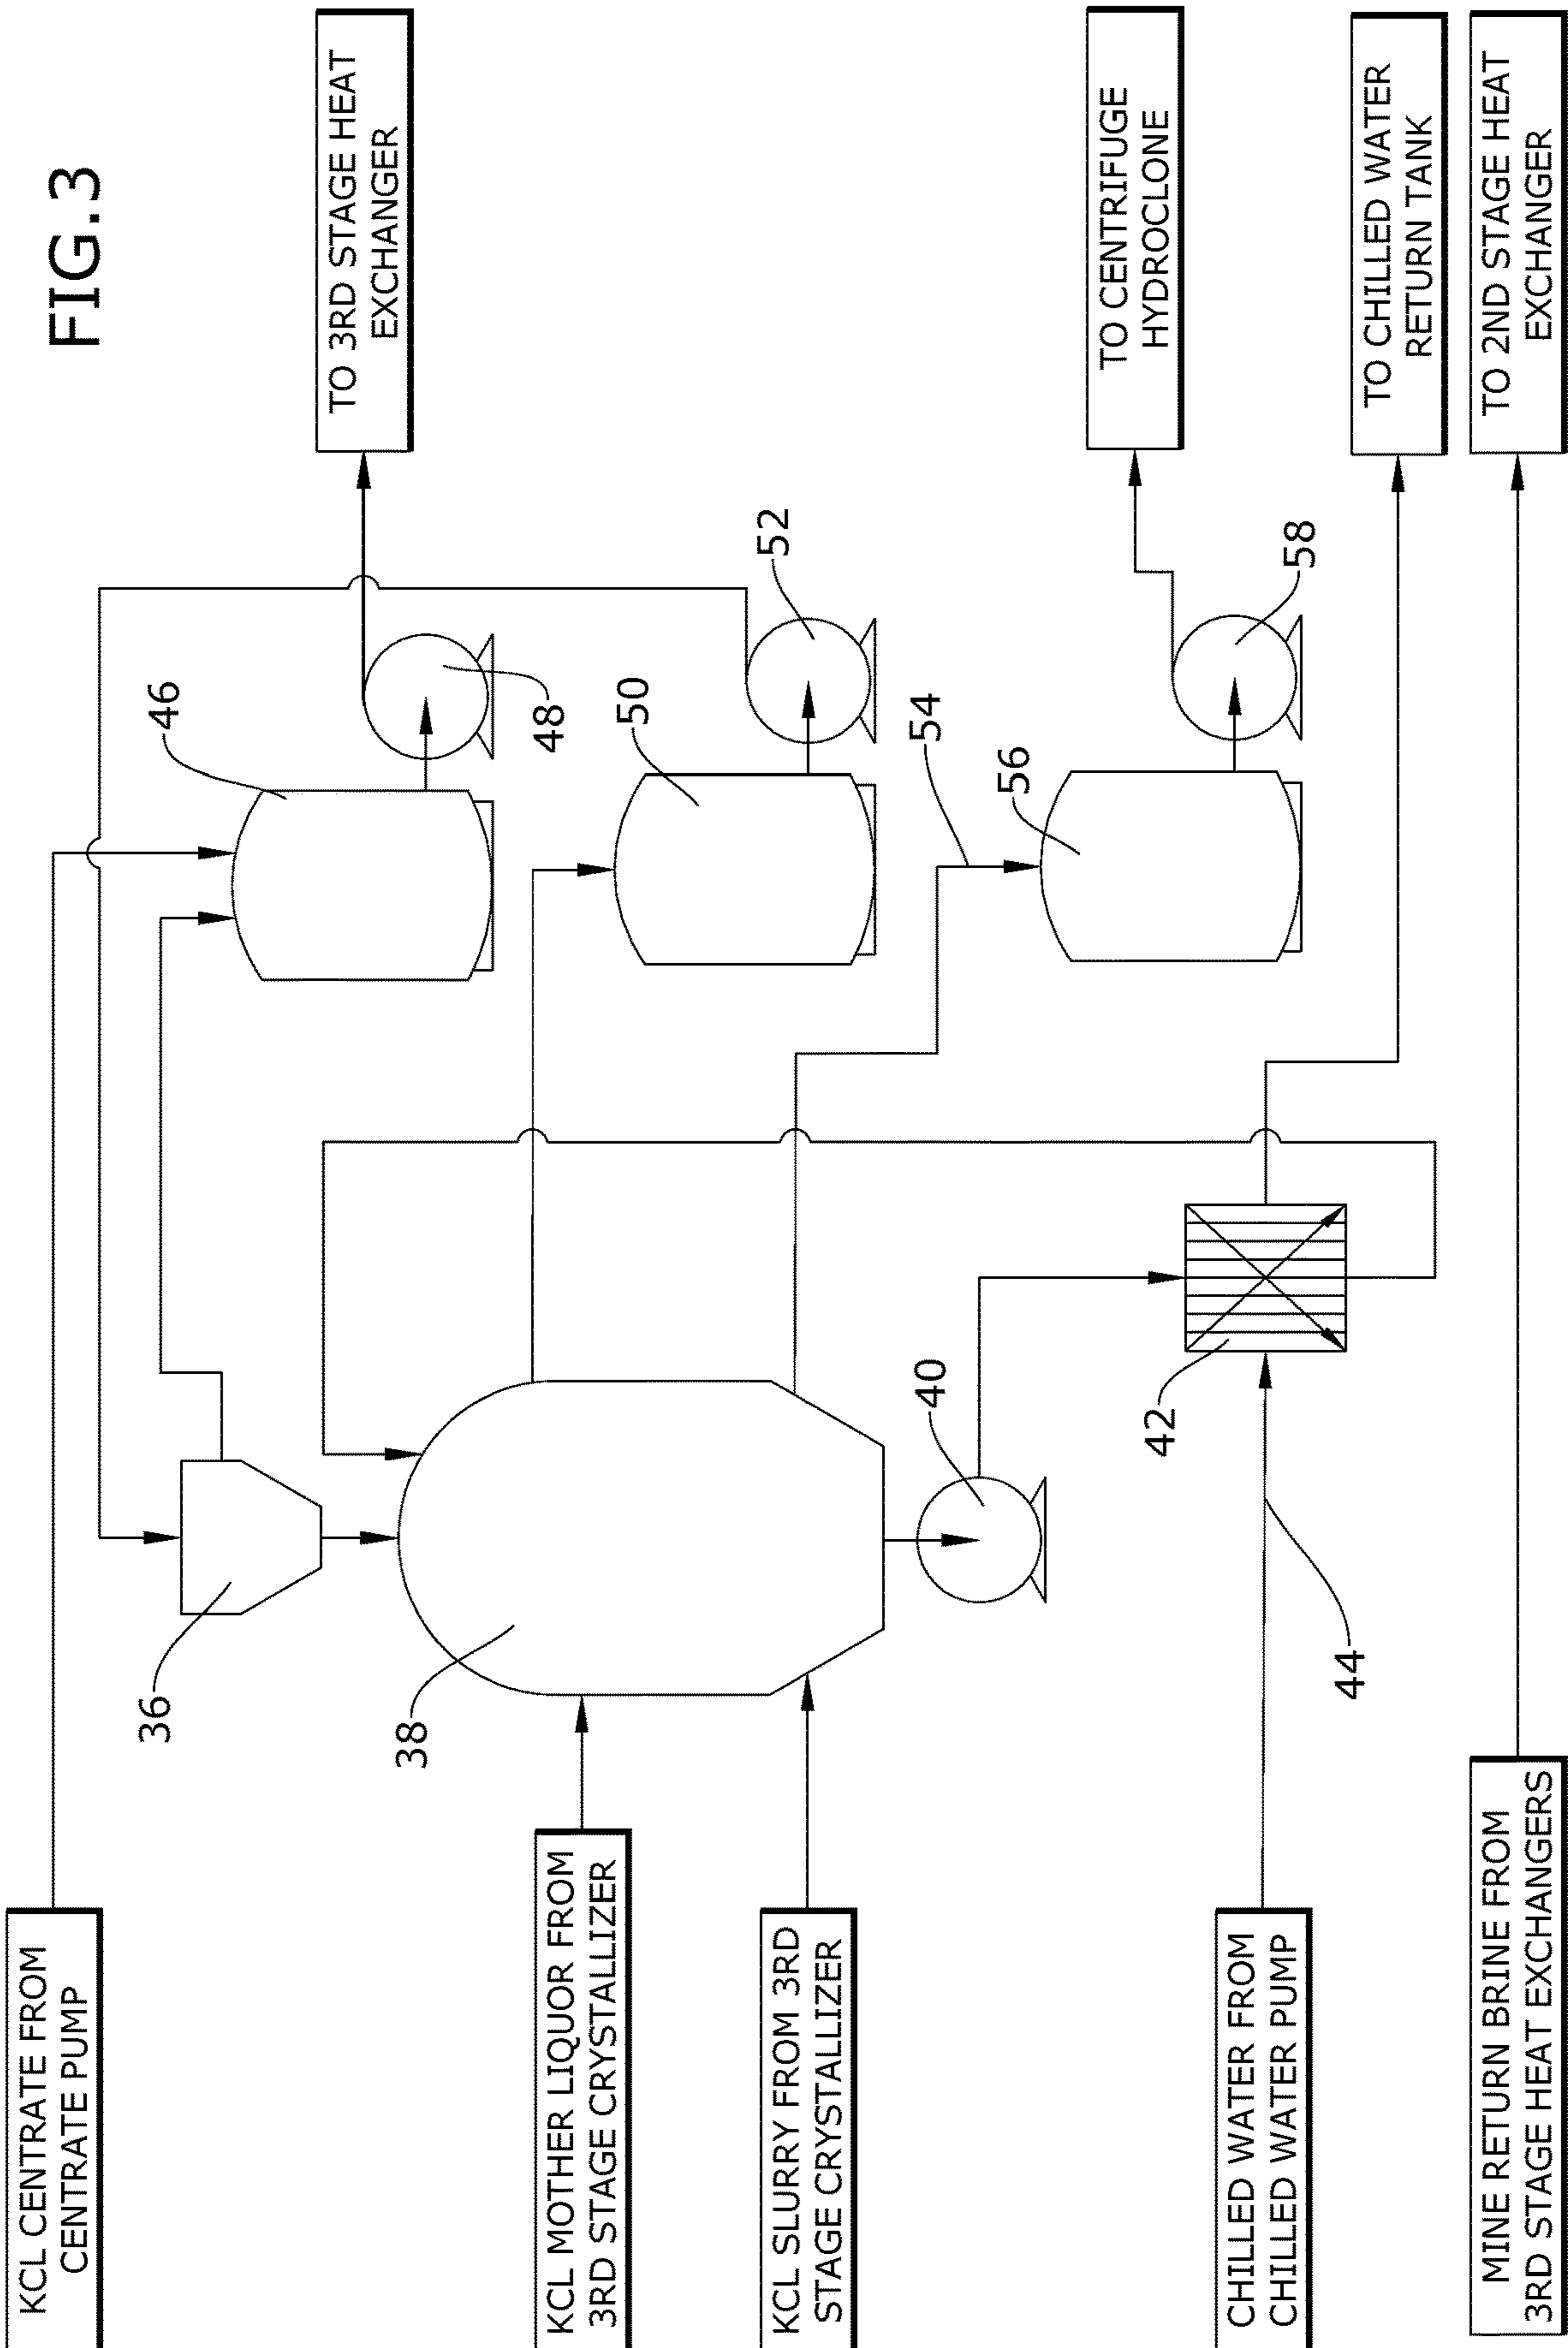 FIG.3
KCL CENTRATE FROM
CENTRATE PUMP
TO 3RD STAGE HEAT
EXCHANGER
46
36
48
38
50
52
KCL MOTHER LIQUOR FROM
3RD STAGE CRYSTALLIZER
KCL SLURRY FROM 3RD
STAGE CRYSTALLIZER
54
40
56
TO CENTRIFUGE
HYDROCLONE
58
42
CHILLED WATER FROM
CHILLED WATER PUMP
44
TO CHILLED WATER
RETURN TANK
MINE RETURN BRINE FROM
3RD STAGE HEAT EXCHANGERS
TO 2ND STAGE HEAT
EXCHANGER